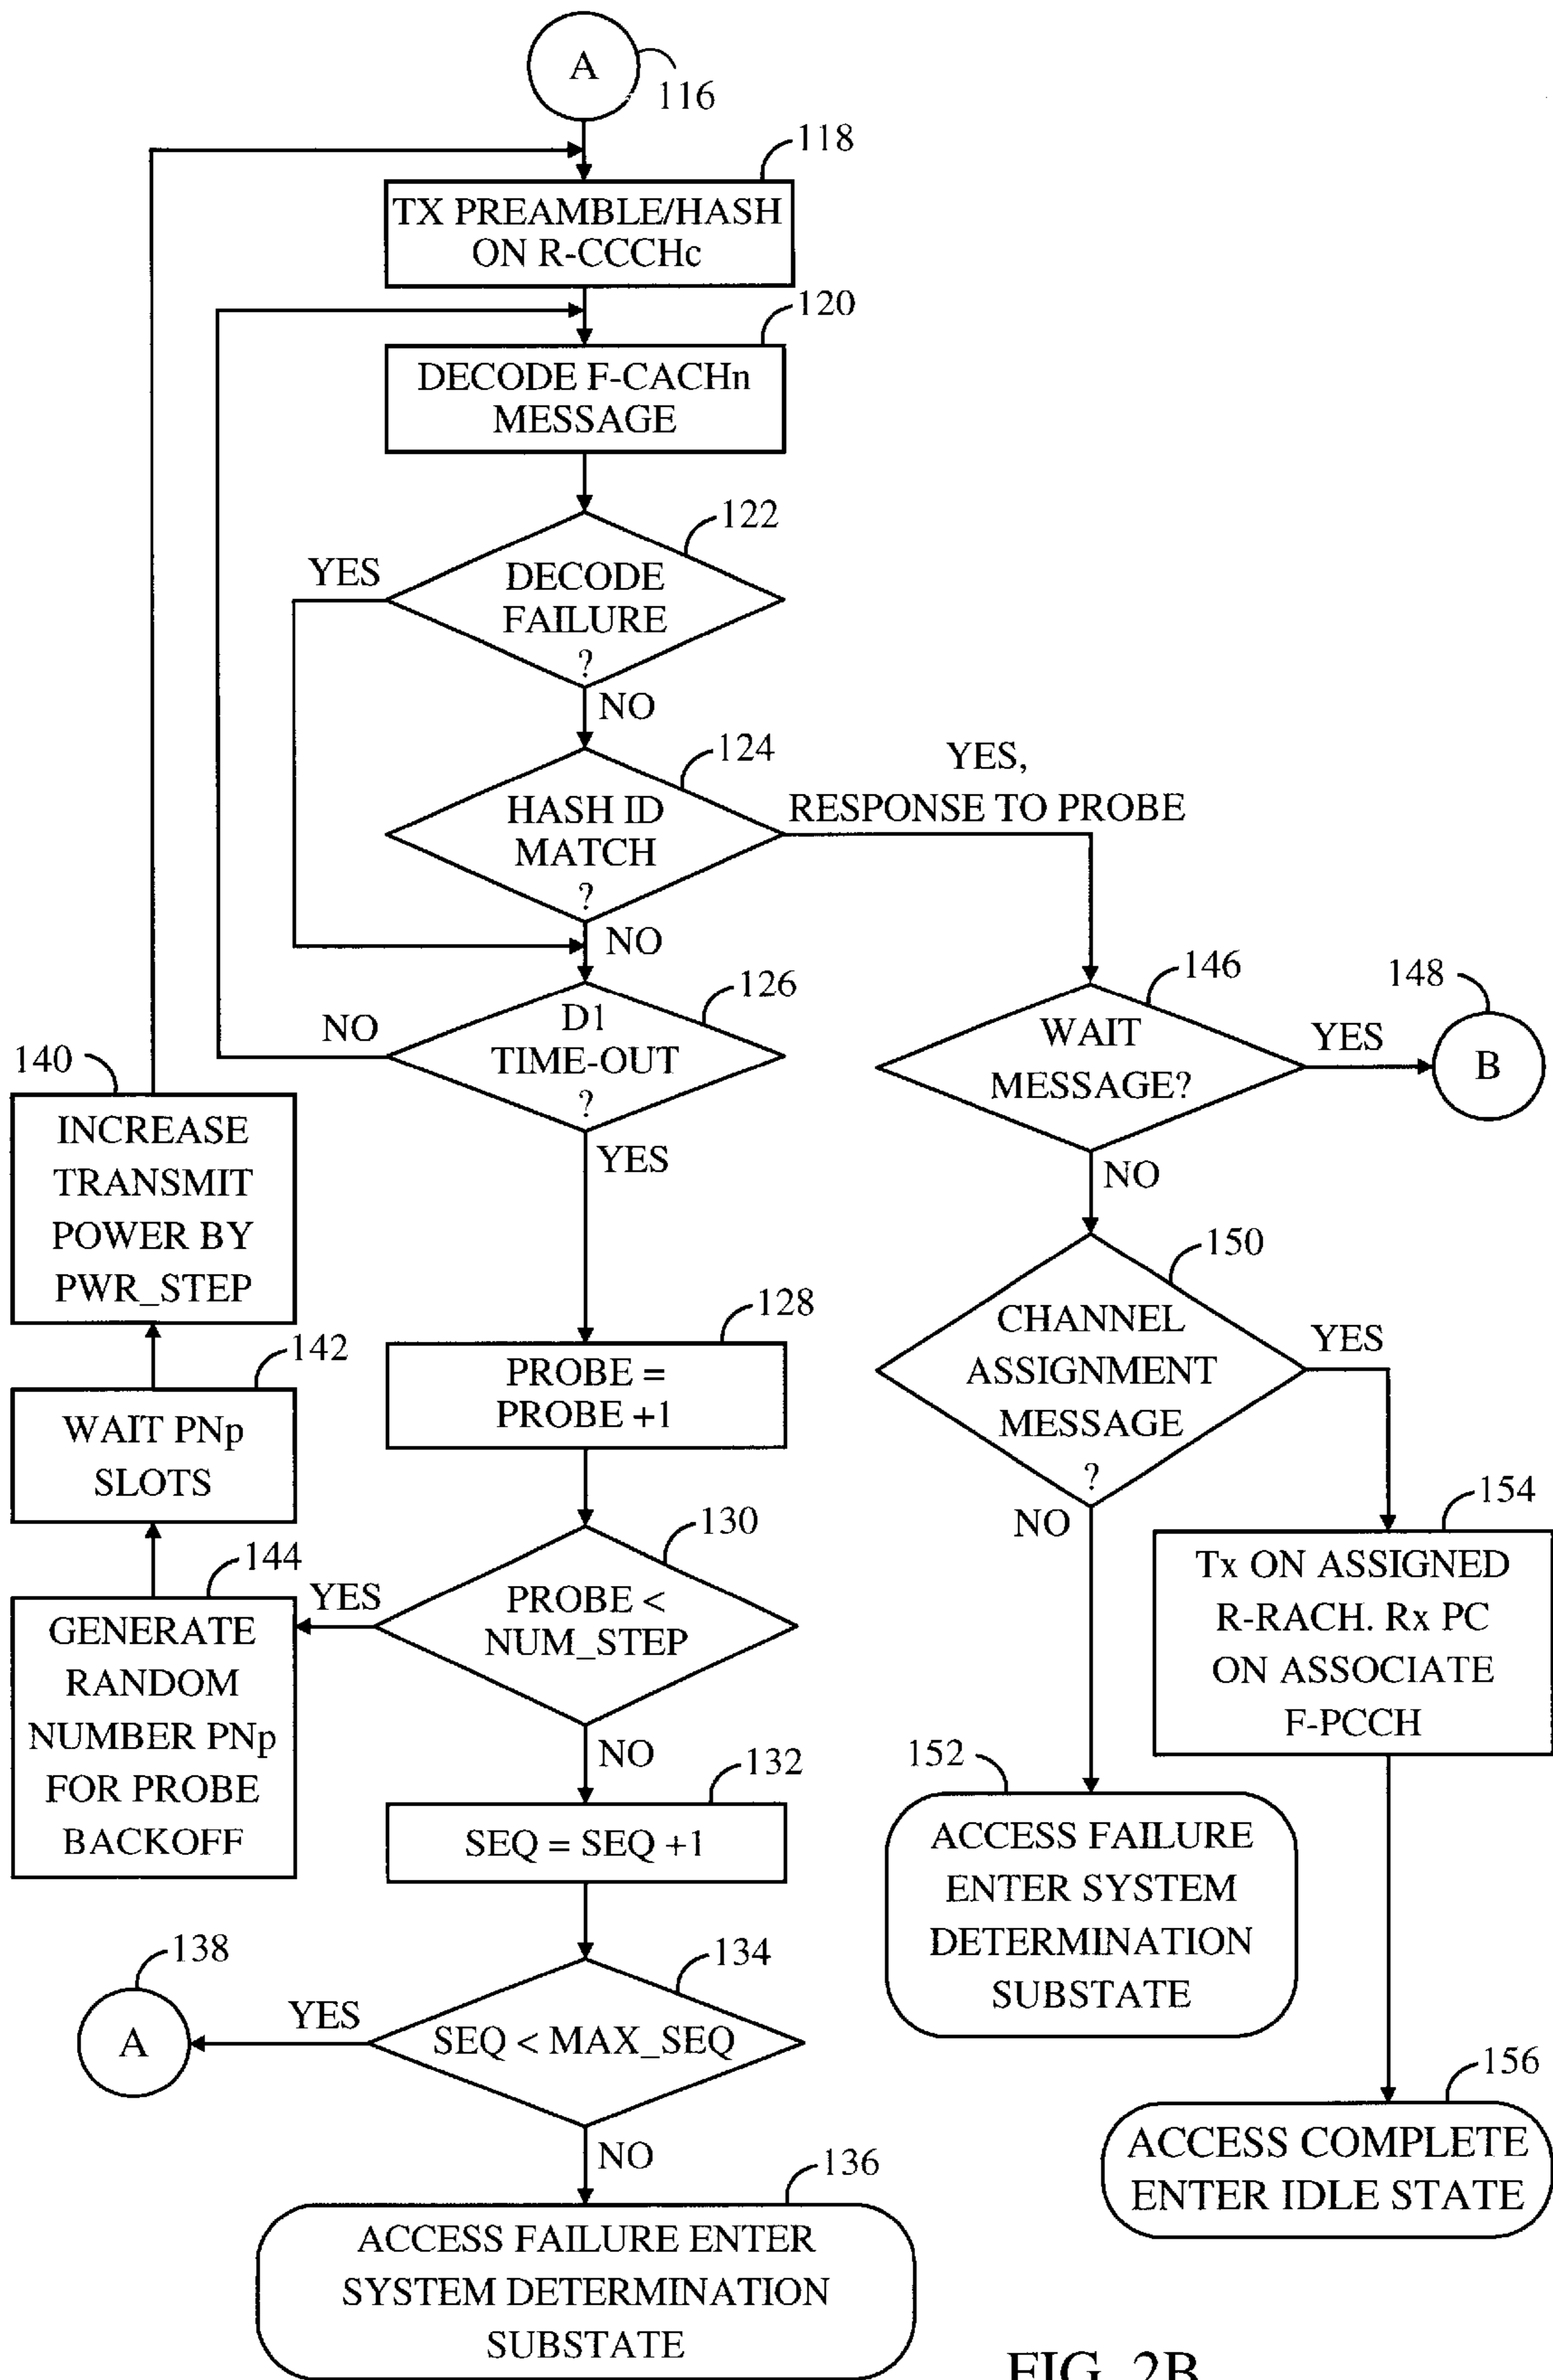 A
116
118
TX PREAMBLE/HASH
ON R-CCCHc
120
DECODE F-CACHn
MESSAGE
122
YES
DECODE
FAILURE
?
NO
124
YES,
RESPONSE TO PROBE
HASH ID
MATCH
?
NO
126
NO
D1
TIME-OUT
?
YES
146
WAIT
MESSAGE?
YES
148
B
NO
140
INCREASE
TRANSMIT
POWER BY
PWR_STEP
142
WAIT PNp
SLOTS
144
GENERATE
RANDOM
NUMBER PNp
FOR PROBE
BACKOFF
128
PROBE =
PROBE +1
130
YES
PROBE <
NUM_STEP
NO
132
SEQ = SEQ +1
134
YES
SEQ < MAX_SEQ
138
A
NO
136
ACCESS FAILURE ENTER
SYSTEM DETERMINATION
SUBSTATE
150
CHANNEL
ASSIGNMENT
MESSAGE
?
YES
NO
154
Tx ON ASSIGNED
R-RACH. Rx PC
ON ASSOCIATE
F-PCCH
152
ACCESS FAILURE
ENTER SYSTEM
DETERMINATION
SUBSTATE
156
ACCESS COMPLETE
ENTER IDLE STATE
FIG. 2B